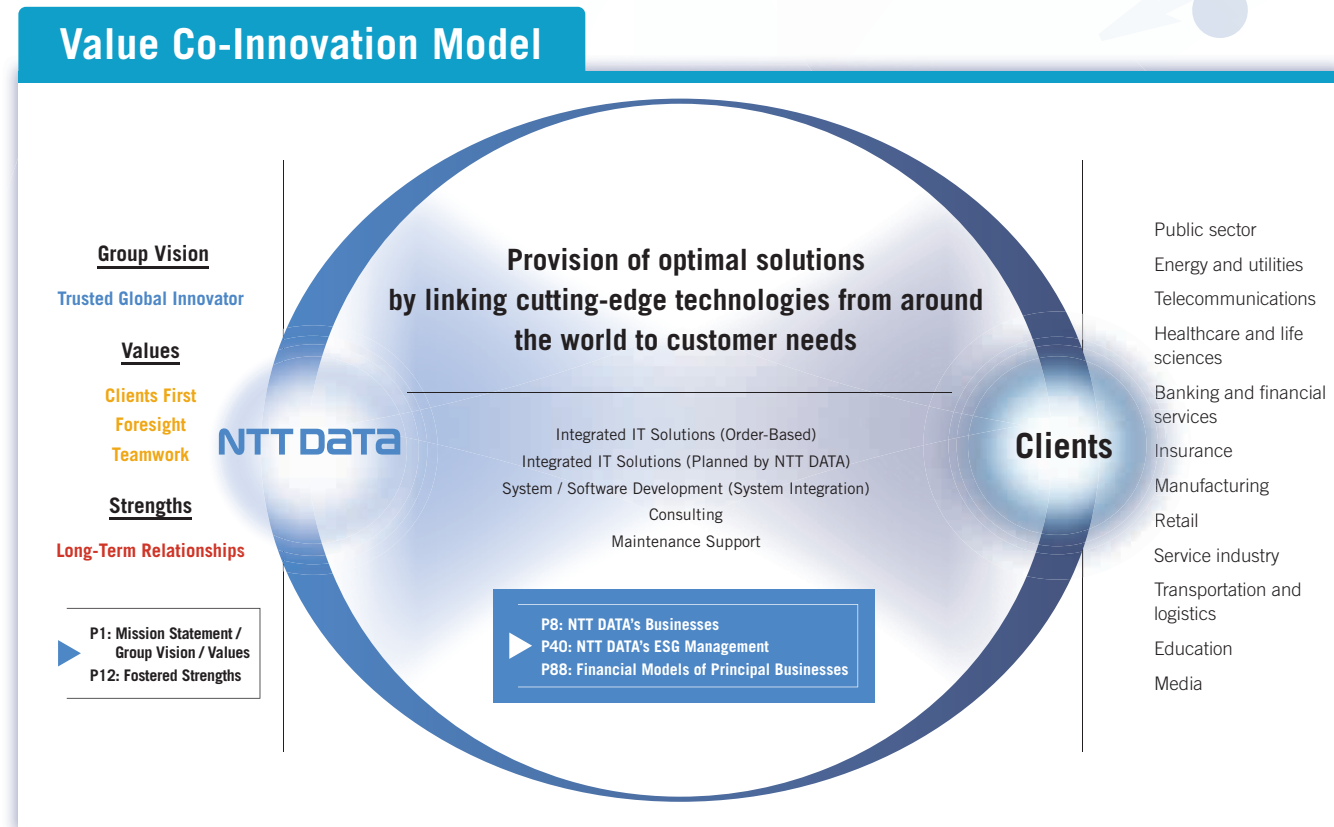 Value Co-Innovation Model
Group Vision
Trusted Global Innovator
Values
Clients First
Foresight
Teamwork
Strengths
Long-Term Relationships
P1: Mission Statement /
Group Vision / Values
P12: Fostered Strengths
NTT DATA
Provision of optimal solutions
by linking cutting-edge technologies from around
the world to customer needs
Integrated IT Solutions (Order-Based)
Integrated IT Solutions (Planned by NTT DATA)
System / Software Development (System Integration)
Consulting
Maintenance Support
P8: NTT DATA's Businesses
P40: NTT DATA's ESG Management
P88: Financial Models of Principal Businesses
Clients
Public sector
Energy and utilities
Telecommunications
Healthcare and life
sciences
Banking and financial
services
Insurance
Manufacturing
Retail
Service industry
Transportation and
logistics
Education
Media